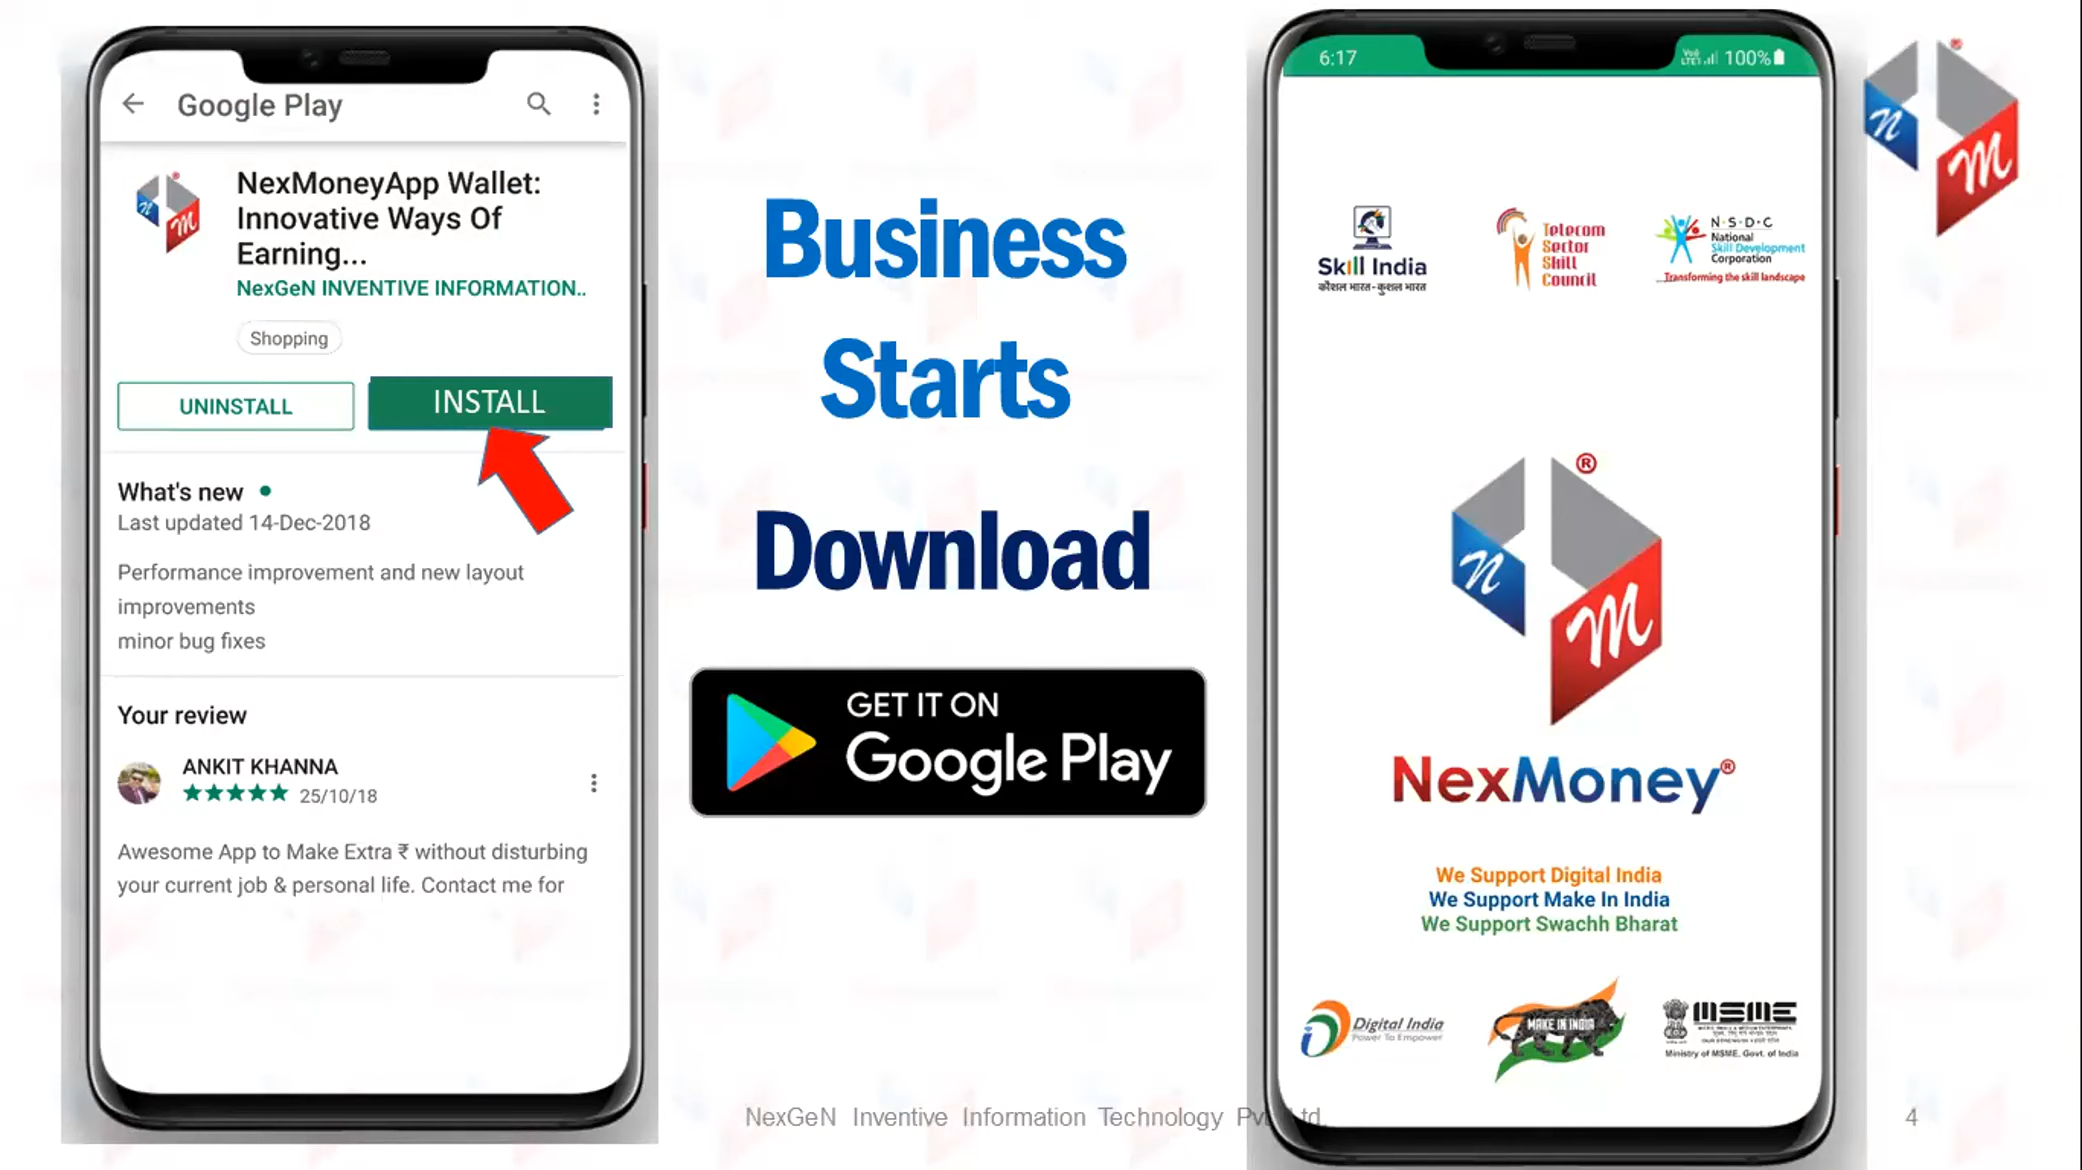 Google Play
NexMoneyApp Wallet:
Innovative Ways Of
Earning...
NexGeN INVENTIVE INFORMATION..
Shopping
UNINSTALL
INSTALL
What's new
Last updated 14-Dec-2018
Performance improvement and new layout
improvements
minor bug fixes
Your review
ANKIT KHANNA
25/10/18
Awesome App to Make Extra ₹ without disturbing
your current job & personal life. Contact me for
Business
Starts
Download
GET IT ON
Google Play
6:17
100%
Skill India
कौशल भारत-कुशल भारत
Telecom
Sector
Skill
Council
N·S·D·C
National
Skill Development
Corporation
Transforming the skill landscape
n
M
®
NexMoney®
We Support Digital India
We Support Make In India
We Support Swachh Bharat
Digital India
Power To Empower
MAKE IN INDIA
MSME
Ministry of MSME, Govt. of India
n
M
NexGeN Inventive Information Technology Pvt. Ltd.
4